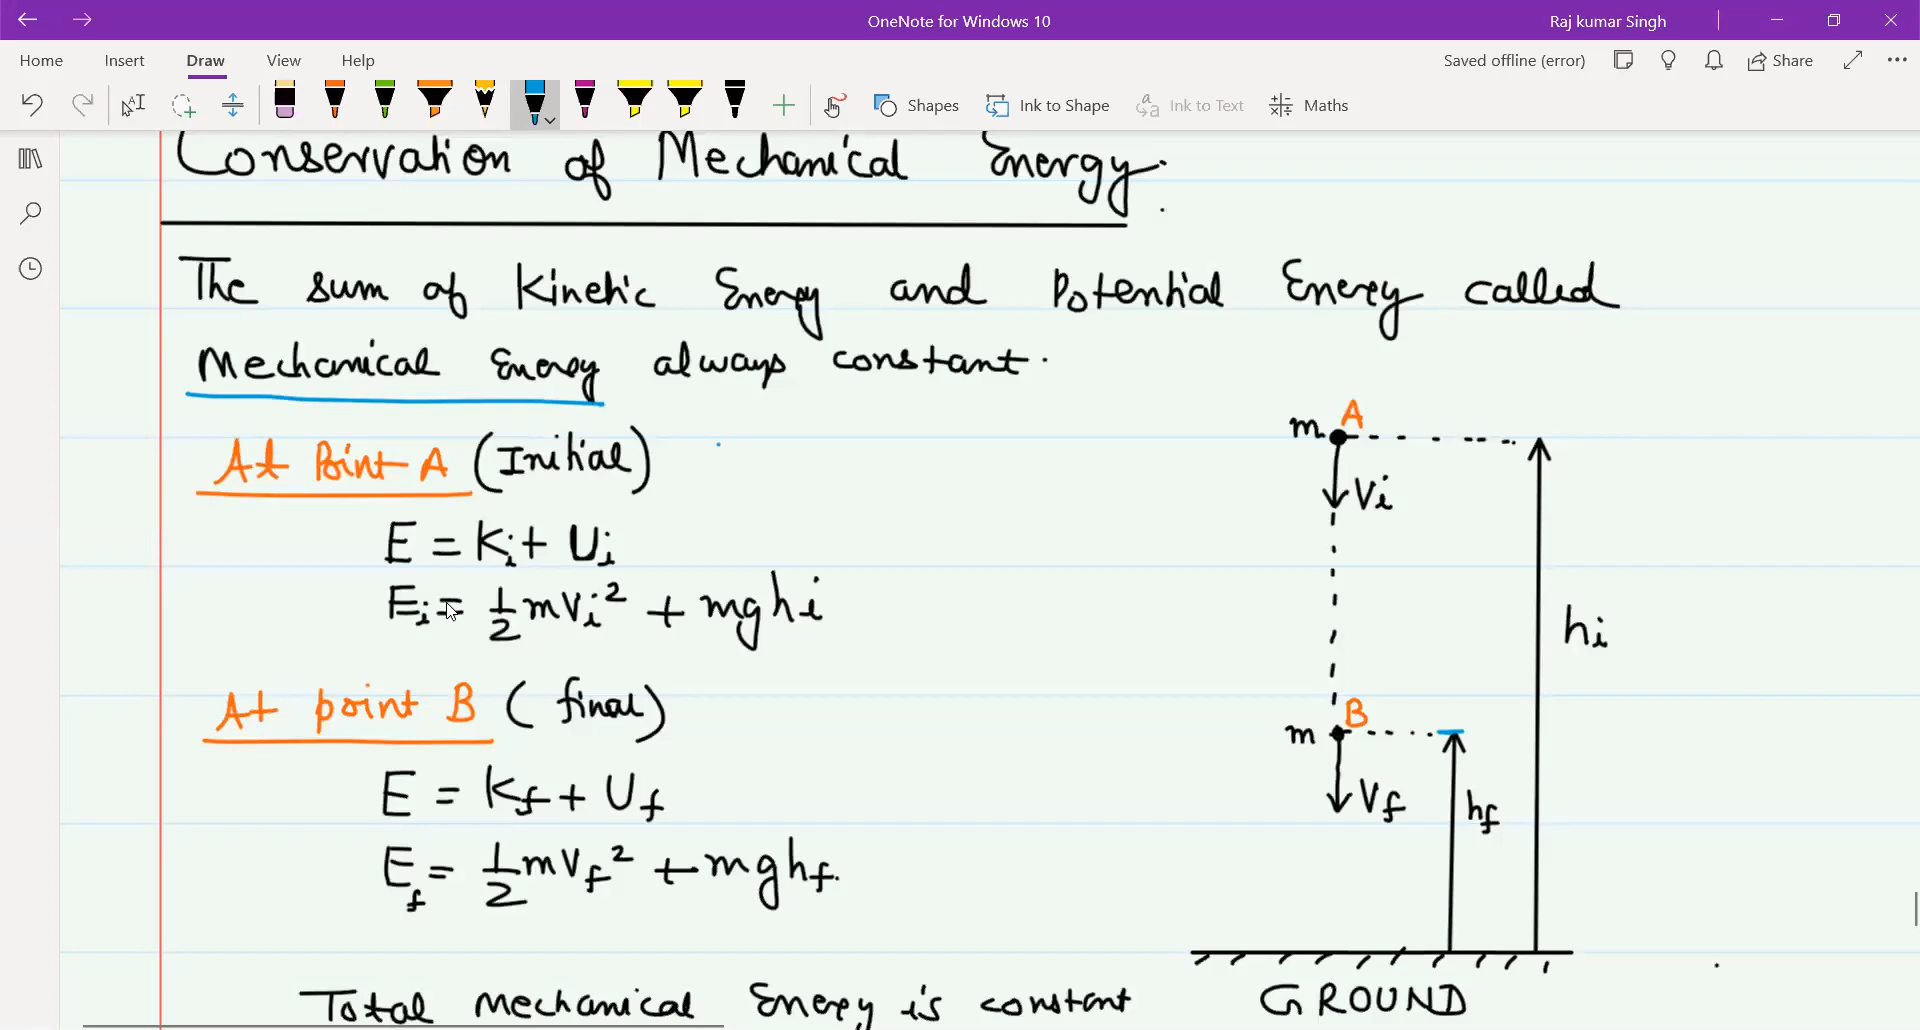 OneNote for Windows 10
Raj kumar Singh
Home Insert Draw View Help
Saved offline (error)
Share
Shapes
Ink to Shape
Ink to Text
Maths
Conservation of Mechanical Energy.
The sum of Kinetic Energy and Potential Energy called
Mechanical Energy always constant.
At Point A (Initial)
E = Ki + Ui
Ei = 1/2 mVi² + mghi
At point B (final)
E = Kf + Uf
Ef = 1/2 mVf² + mghf.
Total mechanical Energy is constant
A
m
Vi
hi
B
m
Vf
hf
GROUND